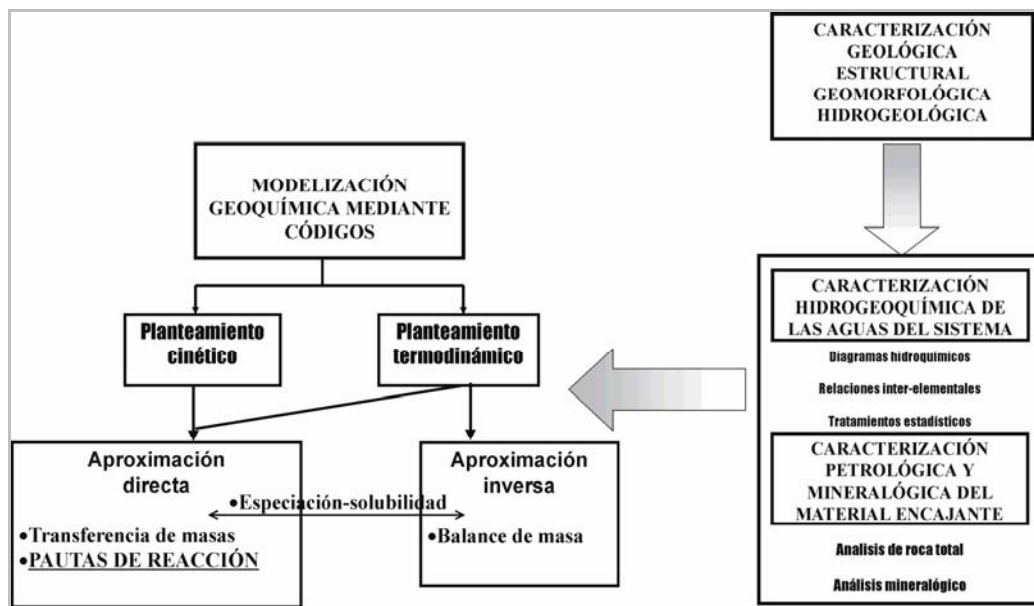 CARACTERIZACIÓN
GEOLÓGICA
ESTRUCTURAL
GEOMORFOLÓGICA
HIDROGEOLÓGICA
MODELIZACIÓN
GEOQUÍMICA MEDIANTE
CÓDIGOS
Planteamiento
cinético
Planteamiento
termodinámico
Aproximación
directa
•Especiación-solubilidad
•Transferencia de masas
•PAUTAS DE REACCIÓN
Aproximación
inversa
•Balance de masa
CARACTERIZACIÓN
HIDROGEOQUÍMICA DE
LAS AGUAS DEL SISTEMA
Diagramas hidroquímicos
Relaciones inter-elementales
Tratamientos estadísticos
CARACTERIZACIÓN
PETROLÓGICA Y
MINERALÓGICA DEL
MATERIAL ENCAJANTE
Analisis de roca total
Análisis mineralógico